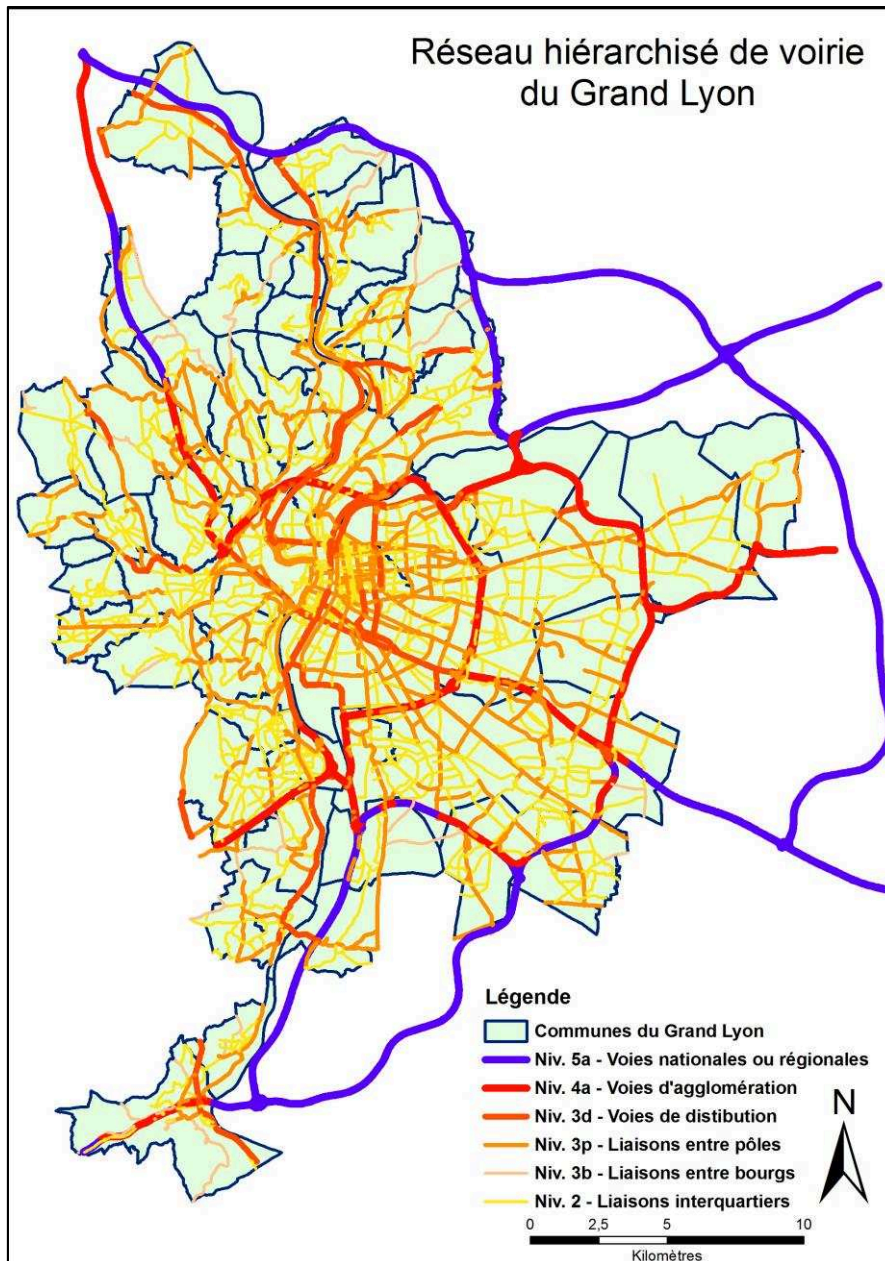 Réseau hiérarchisé de voirie
du Grand Lyon
Légende
Communes du Grand Lyon
Niv. 5a - Voies nationales ou régionales
Niv. 4a - Voies d'agglomération
Niv. 3d - Voies de distibution
Niv. 3p - Liaisons entre pôles
Niv. 3b - Liaisons entre bourgs
Niv. 2 - Liaisons interquartiers
N
0 2,5 5 10
Kilomètres